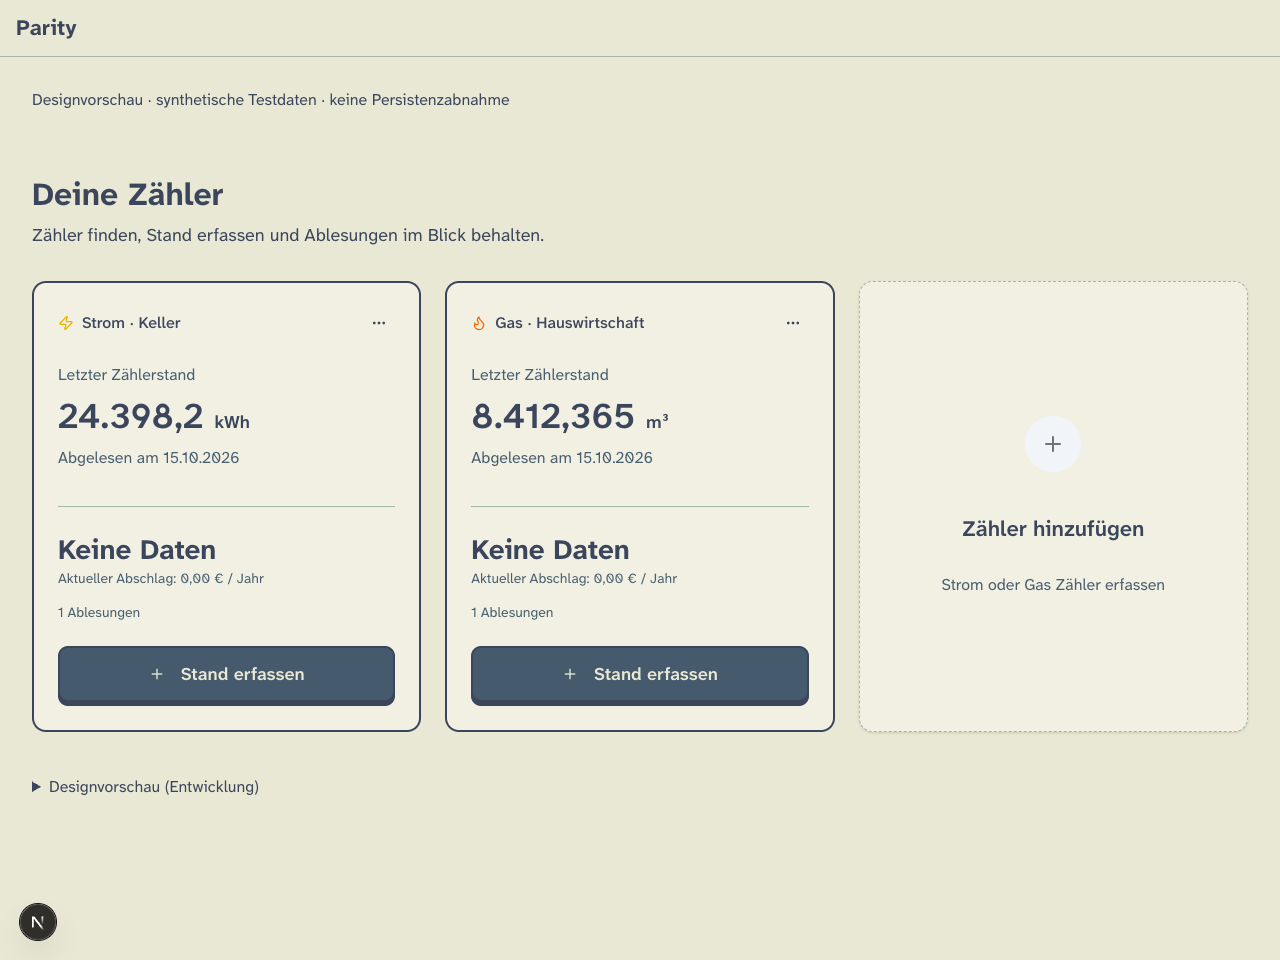 Parity
Designvorschau · synthetische Testdaten · keine Persistenzabnahme
Deine Zähler
Zähler finden, Stand erfassen und Ablesungen im Blick behalten.
Strom · Keller
Letzter Zählerstand
24.398,2 kWh
Abgelesen am 15.10.2026
Keine Daten
Aktueller Abschlag: 0,00 € / Jahr
1 Ablesungen
Stand erfassen
Gas · Hauswirtschaft
Letzter Zählerstand
8.412,365 m³
Abgelesen am 15.10.2026
Keine Daten
Aktueller Abschlag: 0,00 € / Jahr
1 Ablesungen
Stand erfassen
Zähler hinzufügen
Strom oder Gas Zähler erfassen
Designvorschau (Entwicklung)
N